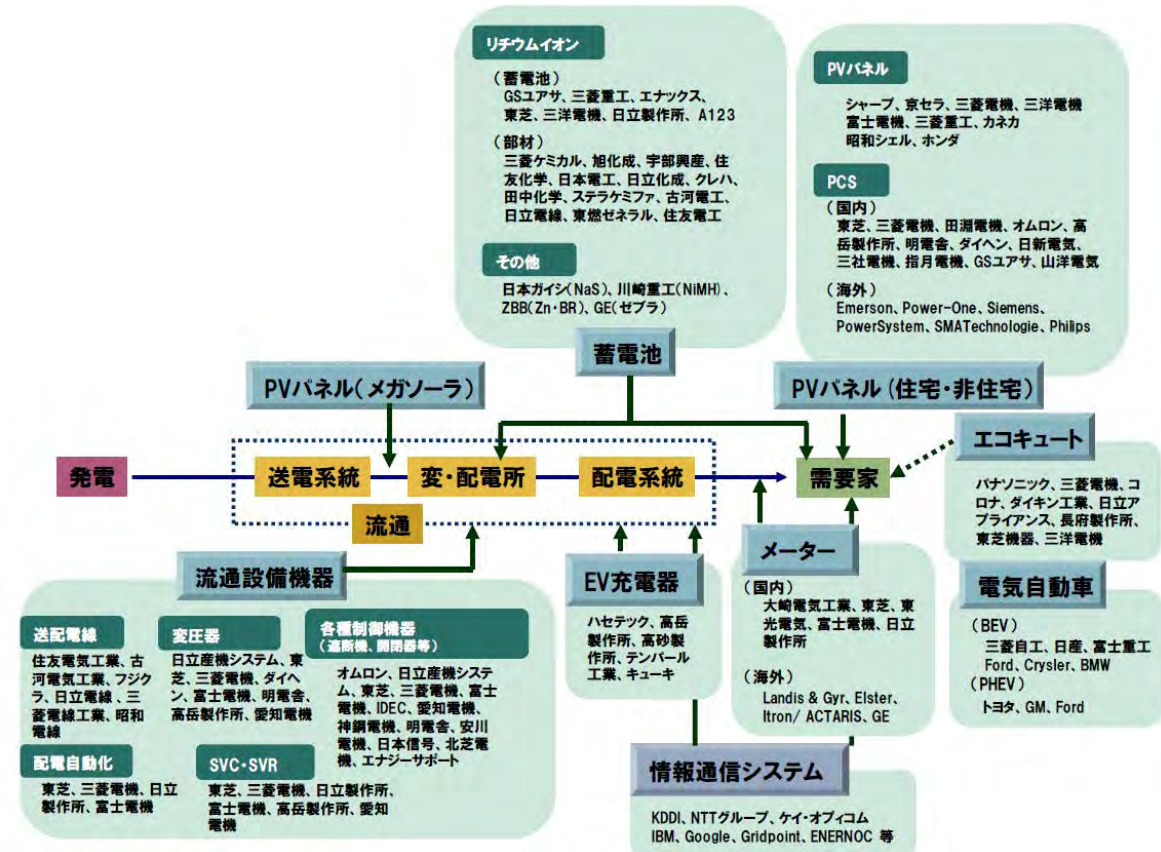 リチウムイオン
（蓄電池）
GSユアサ、三菱重工、エナックス、
東芝、三洋電機、日立製作所、A123
（部材）
三菱ケミカル、旭化成、宇部興産、住
友化学、日本電工、日立化成、クレハ、
田中化学、ステラケミファ、古河電工、
日立電線、東燃ゼネラル、住友電工
その他
日本ガイシ(NaS)、川崎重工(NiMH)、
ZBB(Zn・BR)、GE(ゼブラ)
蓄電池
PVパネル
シャープ、京セラ、三菱電機、三洋電機
富士電機、三菱重工、カネカ
昭和シェル、ホンダ
PCS
（国内）
東芝、三菱電機、田淵電機、オムロン、高
岳製作所、明電舎、ダイヘン、日新電気、
三社電機、指月電機、GSユアサ、山洋電気
（海外）
Emerson、Power-One、Siemens、
PowerSystem、SMATechnologie、Philips
PVパネル（メガソーラ）
PVパネル（住宅・非住宅）
発電
送電系統
変・配電所
配電系統
需要家
流通
エコキュート
パナソニック、三菱電機、コ
ロナ、ダイキン工業、日立ア
プライアンス、長府製作所、
東芝機器、三洋電機
流通設備機器
送配電線
住友電気工業、古
河電気工業、フジク
ラ、日立電線、三
菱電線工業、昭和
電線
変圧器
日立産機システム、東
芝、三菱電機、ダイヘ
ン、富士電機、明電舎、
高岳製作所、愛知電機
各種制御機器
（遮断機、開閉器等）
オムロン、日立産機システ
ム、東芝、三菱電機、富士
電機、IDEC、愛知電機、
神鋼電機、明電舎、安川
電機、日本信号、北芝電
機、エナジーサポート
配電自動化
東芝、三菱電機、日立
製作所、富士電機
SVC・SVR
東芝、三菱電機、日立製作所、
富士電機、高岳製作所、愛知
電機
EV充電器
ハセテック、高岳
製作所、高砂製
作所、テンパール
工業、キューキ
メーター
（国内）
大崎電気工業、東芝、東
光電気、富士電機、日立
製作所
（海外）
Landis & Gyr、Elster、
Itron/ ACTARIS、GE
電気自動車
（BEV）
三菱自工、日産、富士重工
Ford、Crysler、BMW
（PHEV）
トヨタ、GM、Ford
情報通信システム
KDDI、NTTグループ、ケイ・オプィコム
IBM、Google、Gridpoint、ENERNOC 等